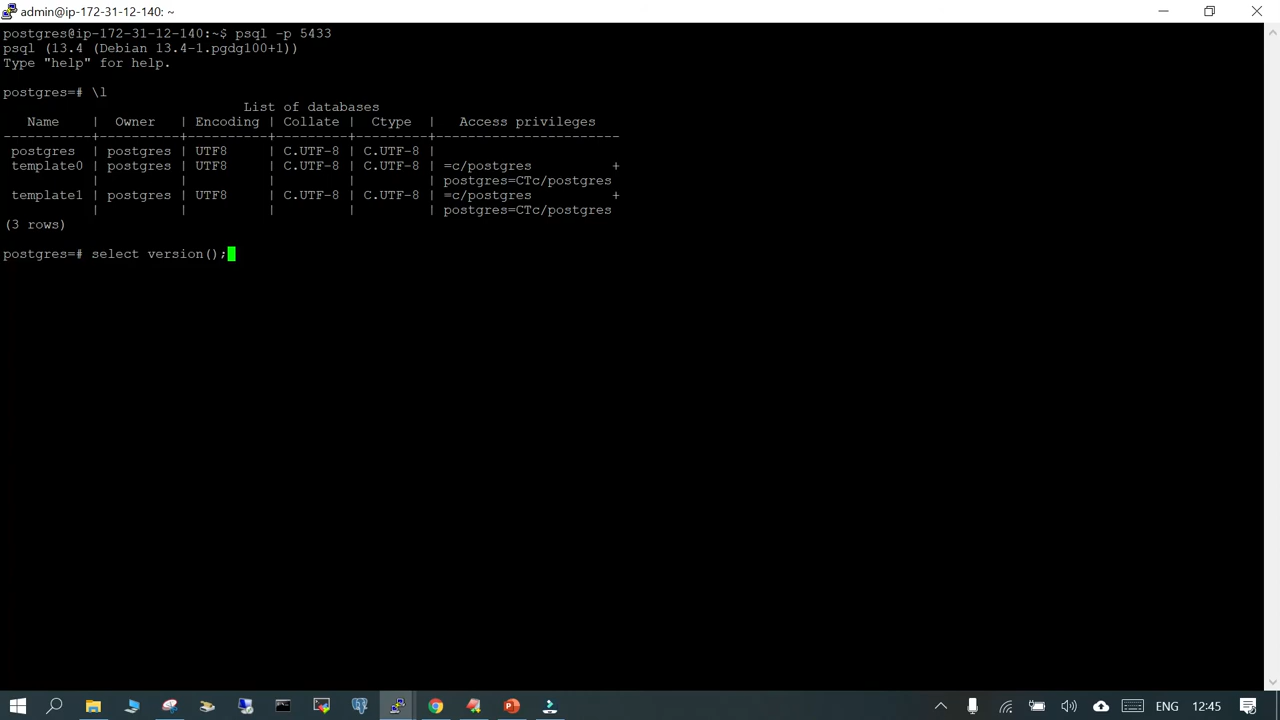 admin@ip-172-31-12-140: ~
postgres@ip-172-31-12-140:~$ psql -p 5433
psql (13.4 (Debian 13.4-1.pgdg100+1))
Type "help" for help.
postgres=# \l
List of databases
Name | Owner | Encoding | Collate | Ctype | Access privileges
-----------+----------+----------+---------+---------+-----------------------
postgres | postgres | UTF8 | C.UTF-8 | C.UTF-8 |
template0 | postgres | UTF8 | C.UTF-8 | C.UTF-8 | =c/postgres +
| | | | | postgres=CTc/postgres
template1 | postgres | UTF8 | C.UTF-8 | C.UTF-8 | =c/postgres +
| | | | | postgres=CTc/postgres
(3 rows)
postgres=# select version();
ENG 12:45